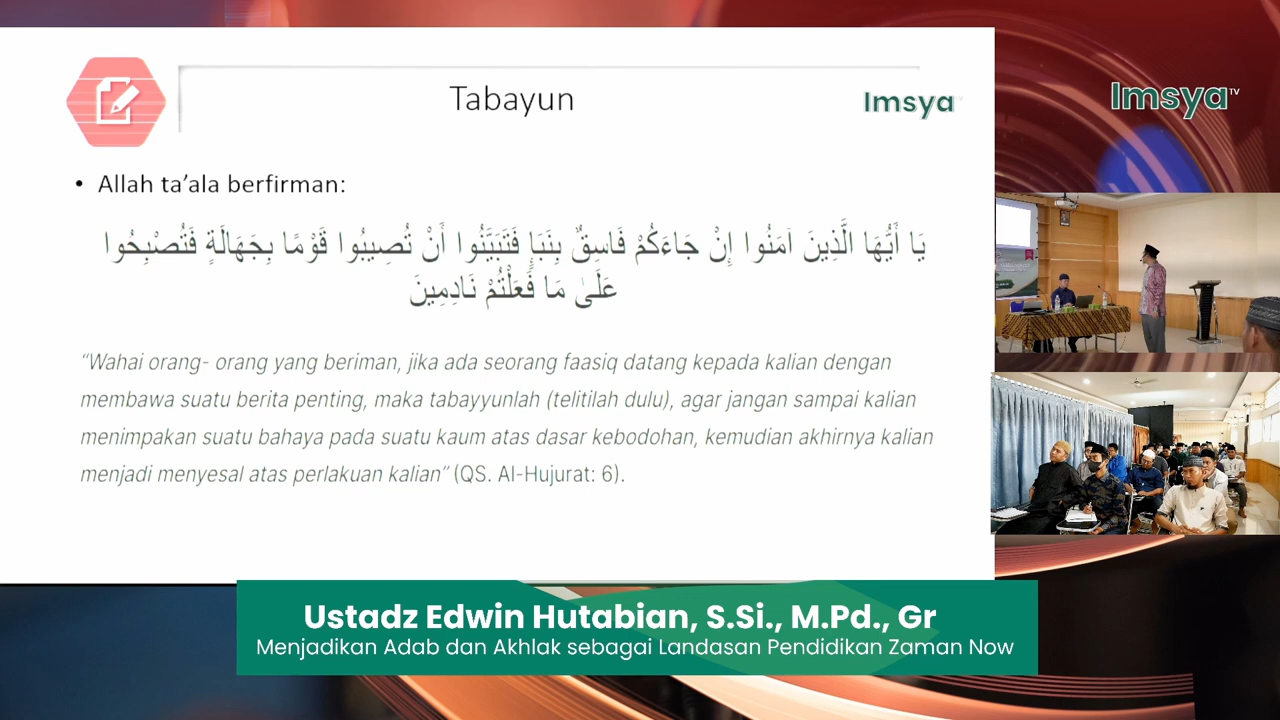 Tabayun
Imsya
ImsyaTV
• Allah ta’ala berfirman:
يَا أَيُّهَا الَّذِينَ آمَنُوا إِنْ جَاءَكُمْ فَاسِقٌ بِنَبَإٍ فَتَبَيَّنُوا أَنْ تُصِيبُوا قَوْمًا بِجَهَالَةٍ فَتُصْبِحُوا
عَلَىٰ مَا فَعَلْتُمْ نَادِمِينَ
“Wahai orang- orang yang beriman, jika ada seorang faasiq datang kepada kalian dengan
membawa suatu berita penting, maka tabayyunlah (telitilah dulu), agar jangan sampai kalian
menimpakan suatu bahaya pada suatu kaum atas dasar kebodohan, kemudian akhirnya kalian
menjadi menyesal atas perlakuan kalian” (QS. Al-Hujurat: 6).
Ustadz Edwin Hutabian, S.Si., M.Pd., Gr
Menjadikan Adab dan Akhlak sebagai Landasan Pendidikan Zaman Now